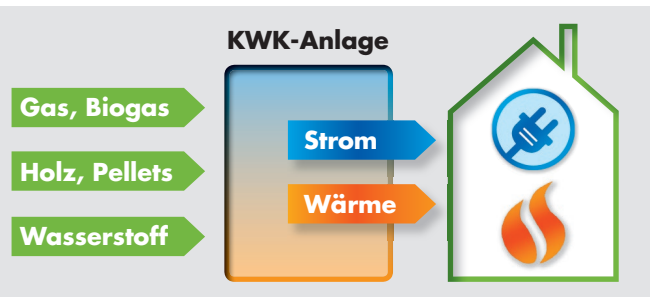 KWK-Anlage
Gas, Biogas
Strom
Holz, Pellets
Wärme
Wasserstoff